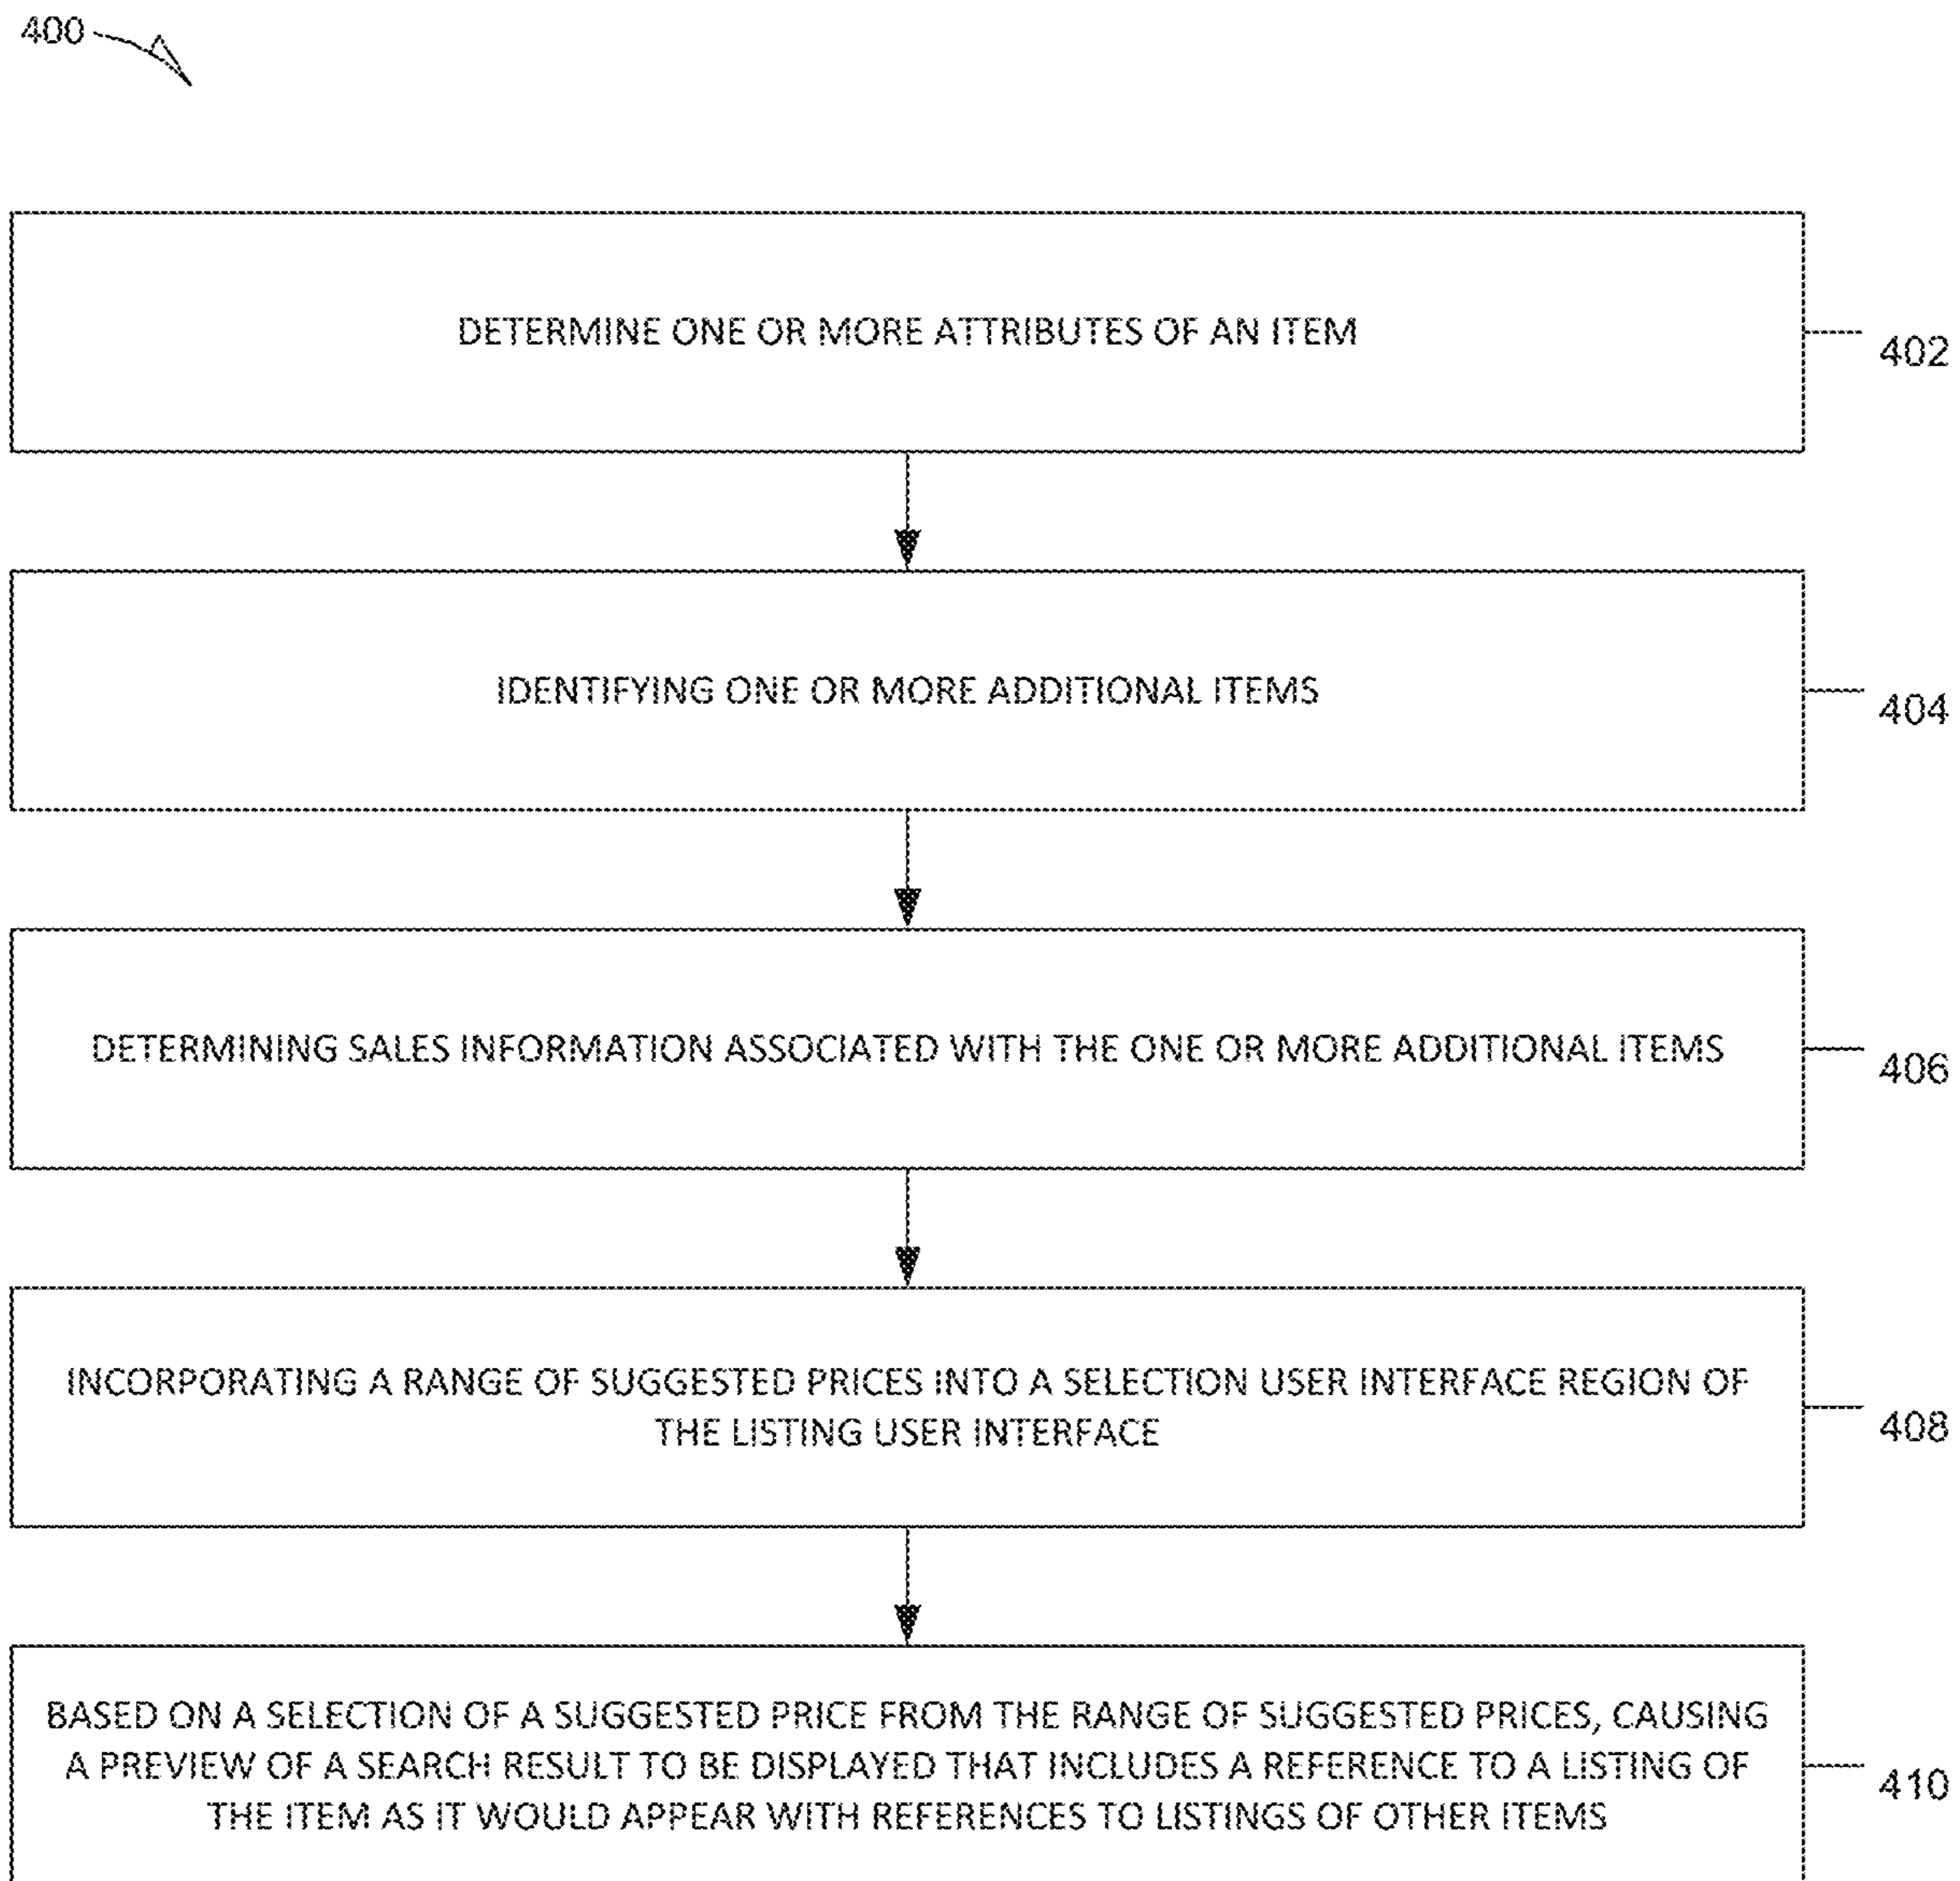 400
DETERMINE ONE OR MORE ATTRIBUTES OF AN ITEM
402
IDENTIFYING ONE OR MORE ADDITIONAL ITEMS
404
DETERMINING SALES INFORMATION ASSOCIATED WITH THE ONE OR MORE ADDITIONAL ITEMS
406
INCORPORATING A RANGE OF SUGGESTED PRICES INTO A SELECTION USER INTERFACE REGION OF
THE LISTING USER INTERFACE
408
BASED ON A SELECTION OF A SUGGESTED PRICE FROM THE RANGE OF SUGGESTED PRICES, CAUSING
A PREVIEW OF A SEARCH RESULT TO BE DISPLAYED THAT INCLUDES A REFERENCE TO A LISTING OF
THE ITEM AS IT WOULD APPEAR WITH REFERENCES TO LISTINGS OF OTHER ITEMS
410